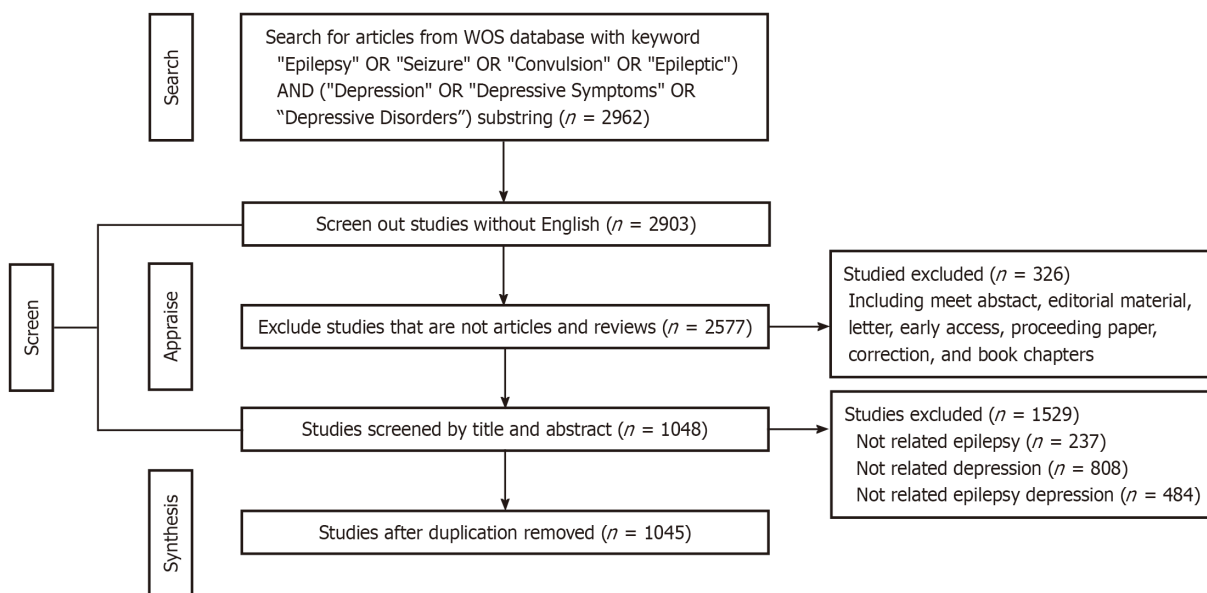 Search
Search for articles from WOS database with keyword
"Epilepsy" OR "Seizure" OR "Convulsion" OR "Epileptic")
AND ("Depression" OR "Depressive Symptoms" OR
“Depressive Disorders”) substring (n = 2962)
Screen out studies without English (n = 2903)
Screen
Appraise
Exclude studies that are not articles and reviews (n = 2577)
Studied excluded (n = 326)
Including meet abstact, editorial material,
letter, early access, proceeding paper,
correction, and book chapters
Studies screened by title and abstract (n = 1048)
Studies excluded (n = 1529)
Not related epilepsy (n = 237)
Not related depression (n = 808)
Not related epilepsy depression (n = 484)
Synthesis
Studies after duplication removed (n = 1045)